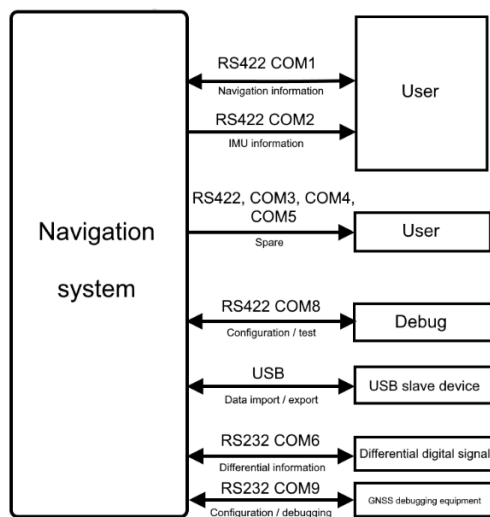 Navigation
system
RS422 COM1
Navigation information
RS422 COM2
IMU information
User
RS422, COM3, COM4,
COM5
Spare
User
RS422 COM8
Configuration / test
Debug
USB
Data import / export
USB slave device
RS232 COM6
Differential information
Differential digital signal
RS232 COM9
Configuration / debugging
GNSS debugging equipment